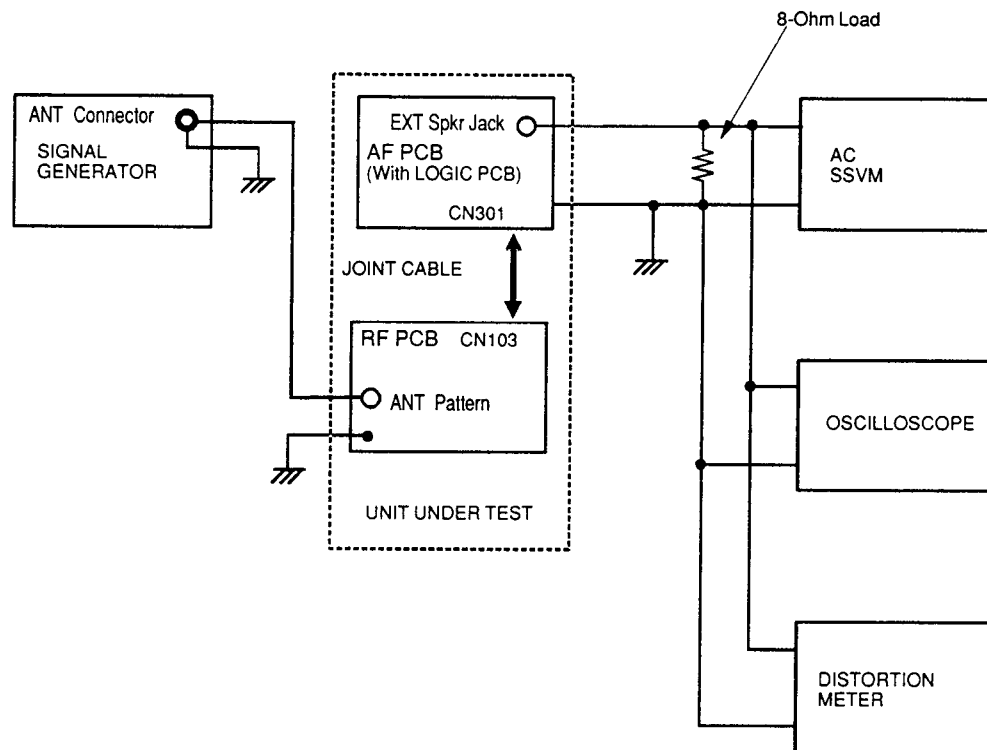 8-Ohm Load
ANT Connector
SIGNAL
GENERATOR
EXT Spkr Jack
AF PCB
(With LOGIC PCB)
CN301
AC
SSVM
JOINT CABLE
RF PCB CN103
ANT Pattern
OSCILLOSCOPE
UNIT UNDER TEST
DISTORTION
METER